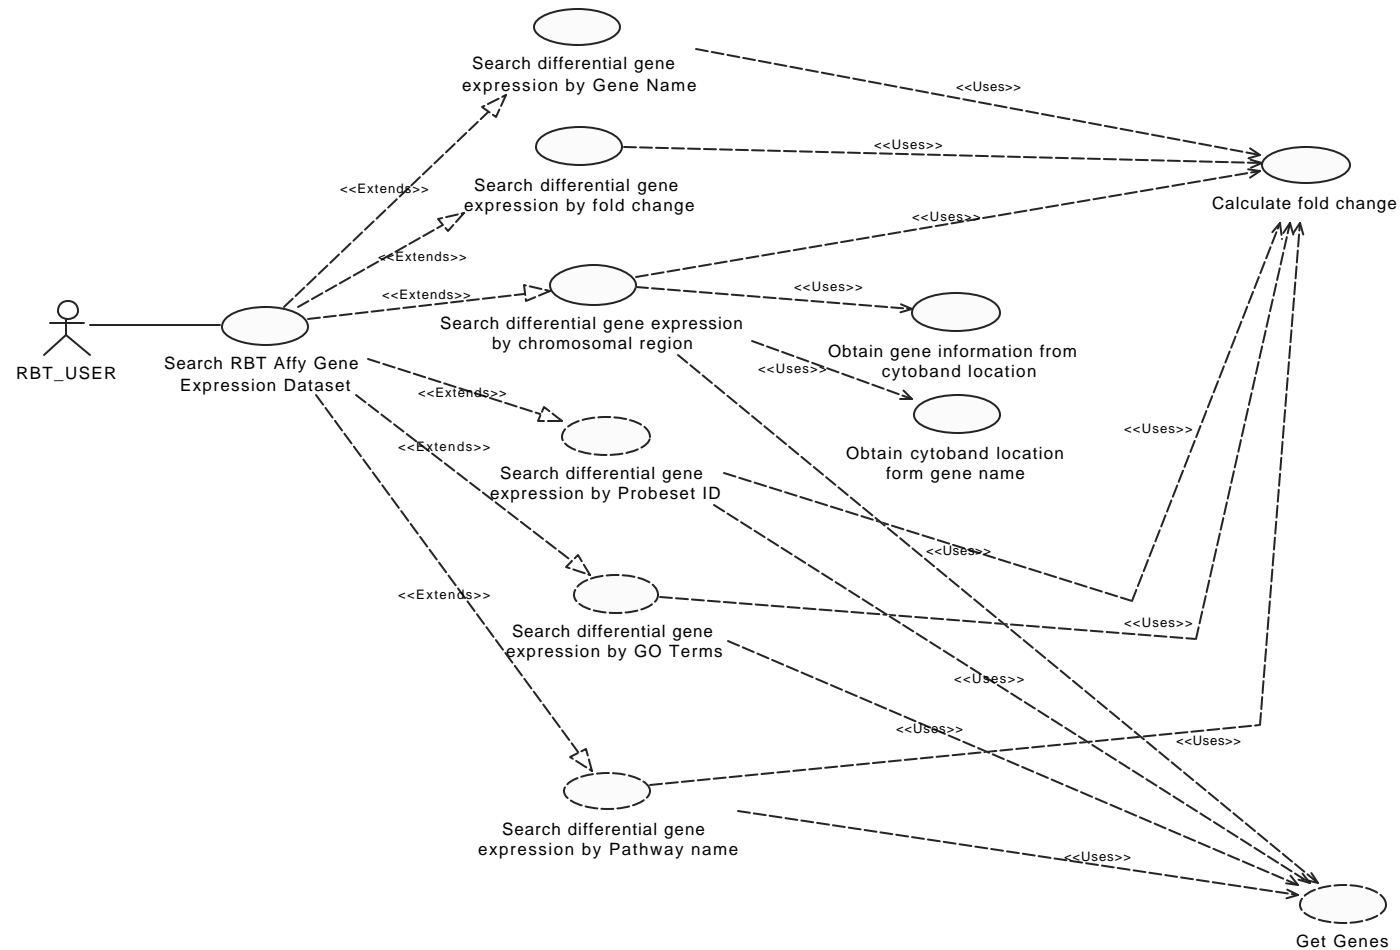 Search differential gene
expression by Gene Name
<<Uses>>
<<Uses>>
<<Extends>>
Search differential gene
expression by fold change
Calculate fold change
<<Uses>>
<<Extends>>
<<Extends>>
<<Uses>>
Search differential gene expression
by chromosomal region
Obtain gene information from
cytoband location
RBT_USER
Search RBT Affy Gene
Expression Dataset
<<Uses>>
<<Extends>>
<<Uses>>
<<Extends>>
Obtain cytoband location
form gene name
Search differential gene
expression by Probeset ID
<<Uses>>
<<Extends>>
<<Uses>>
Search differential gene
expression by GO Terms
<<Uses>>
<<Uses>>
<<Uses>>
Search differential gene
expression by Pathway name
<<Uses>>
Get Genes